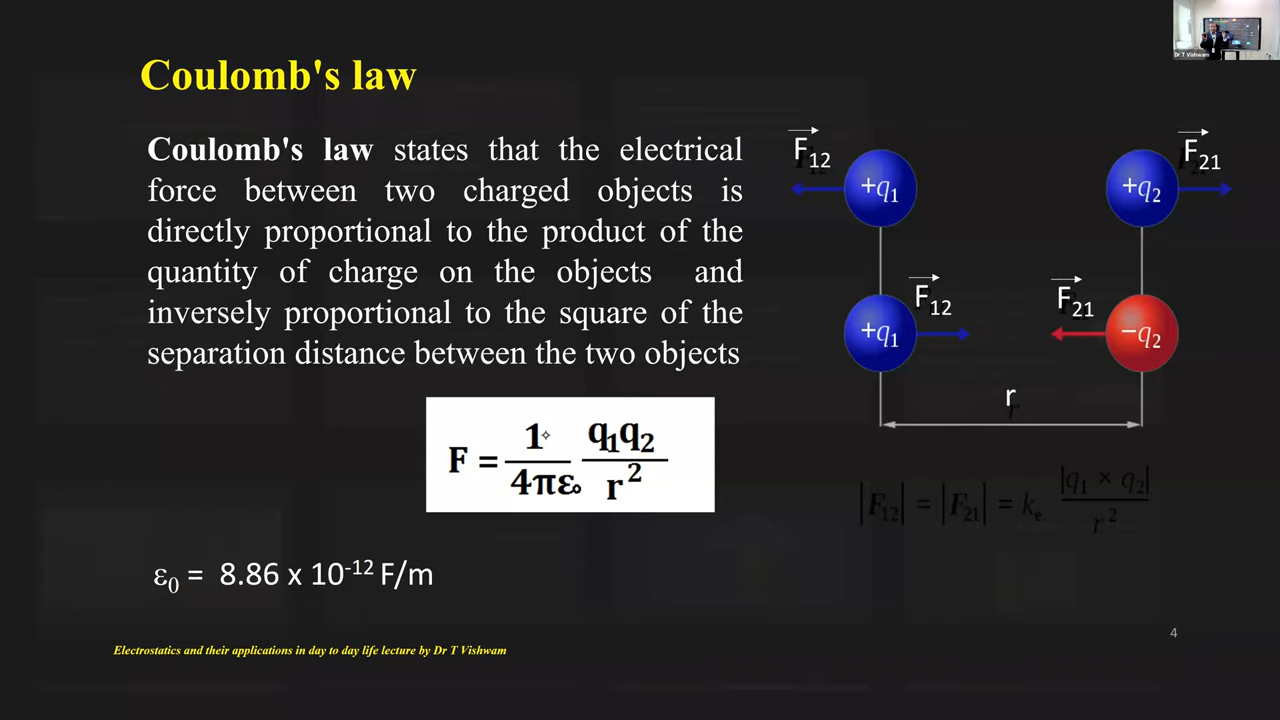 Coulomb's law
Coulomb's law states that the electrical
force between two charged objects is
directly proportional to the product of the
quantity of charge on the objects and
inversely proportional to the square of the
separation distance between the two objects
F = 1/4πε₀ q₁q₂/r²
ε₀ = 8.86 x 10⁻¹² F/m
F₁₂
+q₁
+q₂
F₂₁
+q₁
F₁₂
F₂₁
−q₂
r
|F₁₂| = |F₂₁| = kₑ |q₁ × q₂|/r²
4
Electrostatics and their applications in day to day life lecture by Dr T Vishwam
Dr T Vishwam